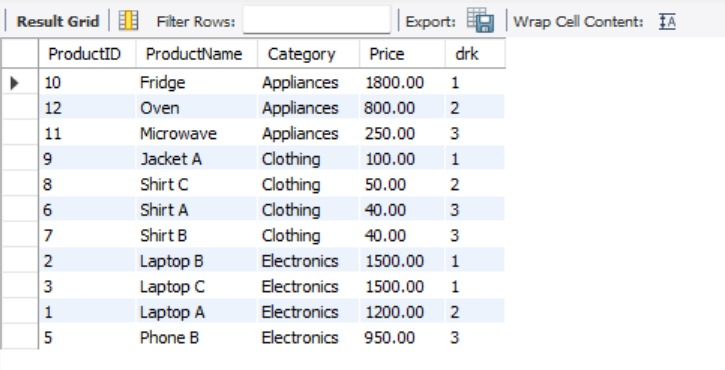 Result Grid Filter Rows: Export: Wrap Cell Content: IA
ProductID ProductName Category Price drk
10 Fridge Appliances 1800.00 1
12 Oven Appliances 800.00 2
11 Microwave Appliances 250.00 3
9 Jacket A Clothing 100.00 1
8 Shirt C Clothing 50.00 2
6 Shirt A Clothing 40.00 3
7 Shirt B Clothing 40.00 3
2 Laptop B Electronics 1500.00 1
3 Laptop C Electronics 1500.00 1
1 Laptop A Electronics 1200.00 2
5 Phone B Electronics 950.00 3